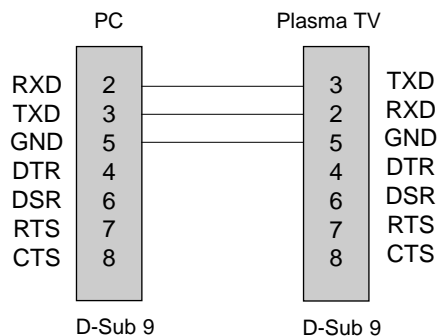 PC Plasma TV
RXD 2 3 TXD
TXD 3 2 RXD
GND 5 5 GND
DTR 4 4 DTR
DSR 6 6 DSR
RTS 7 7 RTS
CTS 8 8 CTS
D-Sub 9 D-Sub 9